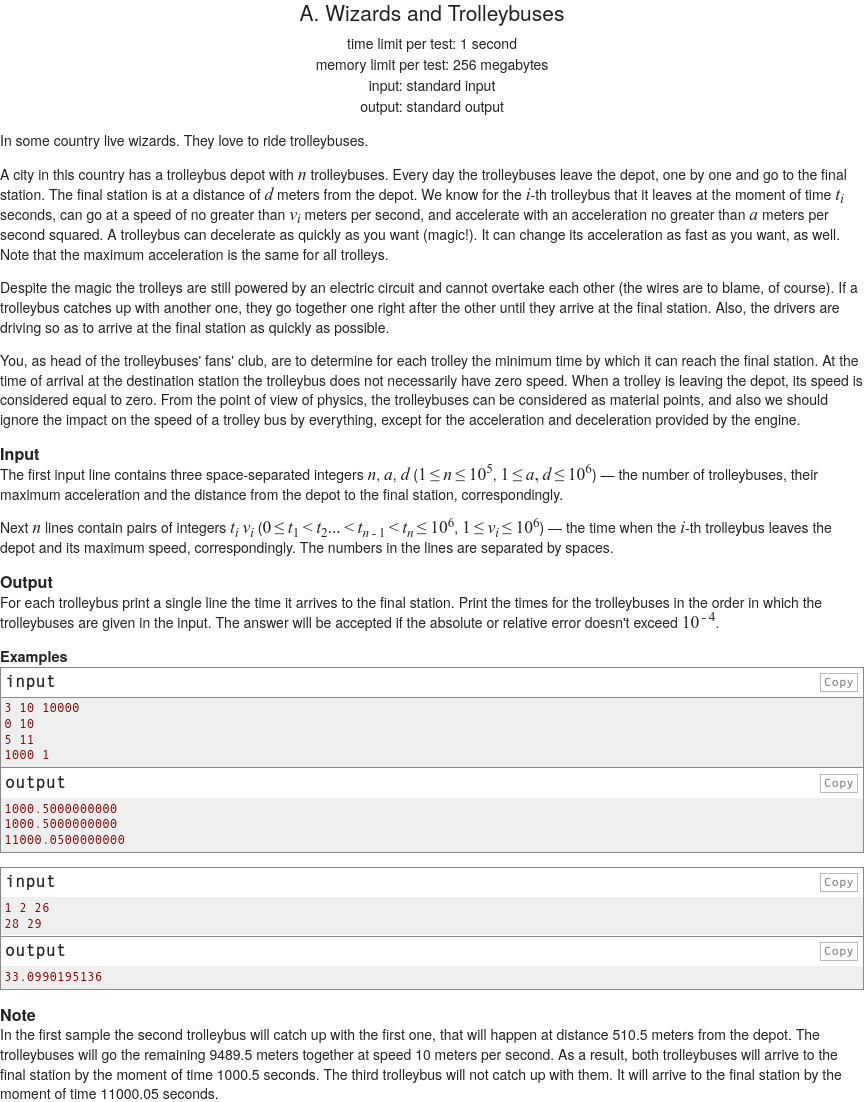 A. Wizards and Trolleybuses
time limit per test: 1 second
memory limit per test: 256 megabytes
input: standard input
output: standard output
In some country live wizards. They love to ride trolleybuses.
A city in this country has a trolleybus depot with n trolleybuses. Every day the trolleybuses leave the depot, one by one and go to the final
station. The final station is at a distance of d meters from the depot. We know for the i-th trolleybus that it leaves at the moment of time tᵢ
seconds, can go at a speed of no greater than vᵢ meters per second, and accelerate with an acceleration no greater than a meters per
second squared. A trolleybus can decelerate as quickly as you want (magic!). It can change its acceleration as fast as you want, as well.
Note that the maximum acceleration is the same for all trolleys.
Despite the magic the trolleys are still powered by an electric circuit and cannot overtake each other (the wires are to blame, of course). If a
trolleybus catches up with another one, they go together one right after the other until they arrive at the final station. Also, the drivers are
driving so as to arrive at the final station as quickly as possible.
You, as head of the trolleybuses' fans' club, are to determine for each trolley the minimum time by which it can reach the final station. At the
time of arrival at the destination station the trolleybus does not necessarily have zero speed. When a trolley is leaving the depot, its speed is
considered equal to zero. From the point of view of physics, the trolleybuses can be considered as material points, and also we should
ignore the impact on the speed of a trolley bus by everything, except for the acceleration and deceleration provided by the engine.
Input
The first input line contains three space-separated integers n, a, d (1 ≤ n ≤ 10⁵, 1 ≤ a, d ≤ 10⁶) — the number of trolleybuses, their
maximum acceleration and the distance from the depot to the final station, correspondingly.
Next n lines contain pairs of integers tᵢ vᵢ (0 ≤ t₁ < t₂... < tₙ₋₁ < tₙ ≤ 10⁶, 1 ≤ vᵢ ≤ 10⁶) — the time when the i-th trolleybus leaves the
depot and its maximum speed, correspondingly. The numbers in the lines are separated by spaces.
Output
For each trolleybus print a single line the time it arrives to the final station. Print the times for the trolleybuses in the order in which the
trolleybuses are given in the input. The answer will be accepted if the absolute or relative error doesn't exceed 10⁻⁴.
Examples
input Copy
3 10 10000
0 10
5 11
1000 1
output Copy
1000.5000000000
1000.5000000000
11000.0500000000
input Copy
1 2 26
28 29
output Copy
33.0990195136
Note
In the first sample the second trolleybus will catch up with the first one, that will happen at distance 510.5 meters from the depot. The
trolleybuses will go the remaining 9489.5 meters together at speed 10 meters per second. As a result, both trolleybuses will arrive to the
final station by the moment of time 1000.5 seconds. The third trolleybus will not catch up with them. It will arrive to the final station by the
moment of time 11000.05 seconds.